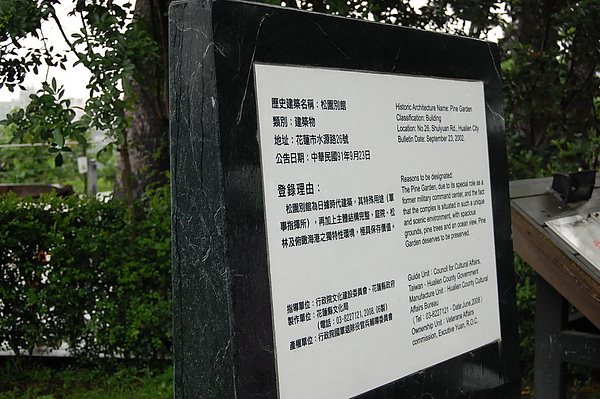 歷史建築名稱：松園別館
類別：建築物
地址：花蓮市水源路26號
公告日期：中華民國91年9月23日
登錄理由：
松園別館為日據時代建築，其特殊用途（軍
事指揮所），再加上主體結構完整，庭院、松
林及俯瞰海港之獨特性環境，極具保存價值。
指導單位：行政院文化建設委員會、花蓮縣政府
製作單位：花蓮縣文化局
（電話：03-8227121, 2008, 06製）
產權單位：行政院國軍退除役官兵輔導委員會
Historic Architecture Name: Pine Garden
Classification: Building
Location: No.26, Shuiyuan Rd., Hualien City
Bulletin Date: September 23, 2002.
Reasons to be designated:
The Pine Garden, due to its special role as a
former military command center, and the fact
that the complex is situated in such a unique
and scenic environment, with spacious
grounds, pine trees and an ocean view, Pine
Garden deserves to be preserved.
Guide Unit : Council for Cultural Affairs,
Taiwan、Hualien County Government
Manufacture Unit : Hualien County Cultural
Affairs Bureau
( Tel : 03-8227121、Date:June,2008 )
Ownership Unit : Veterans Affairs
commission, Excutive Yuan, R.O.C.